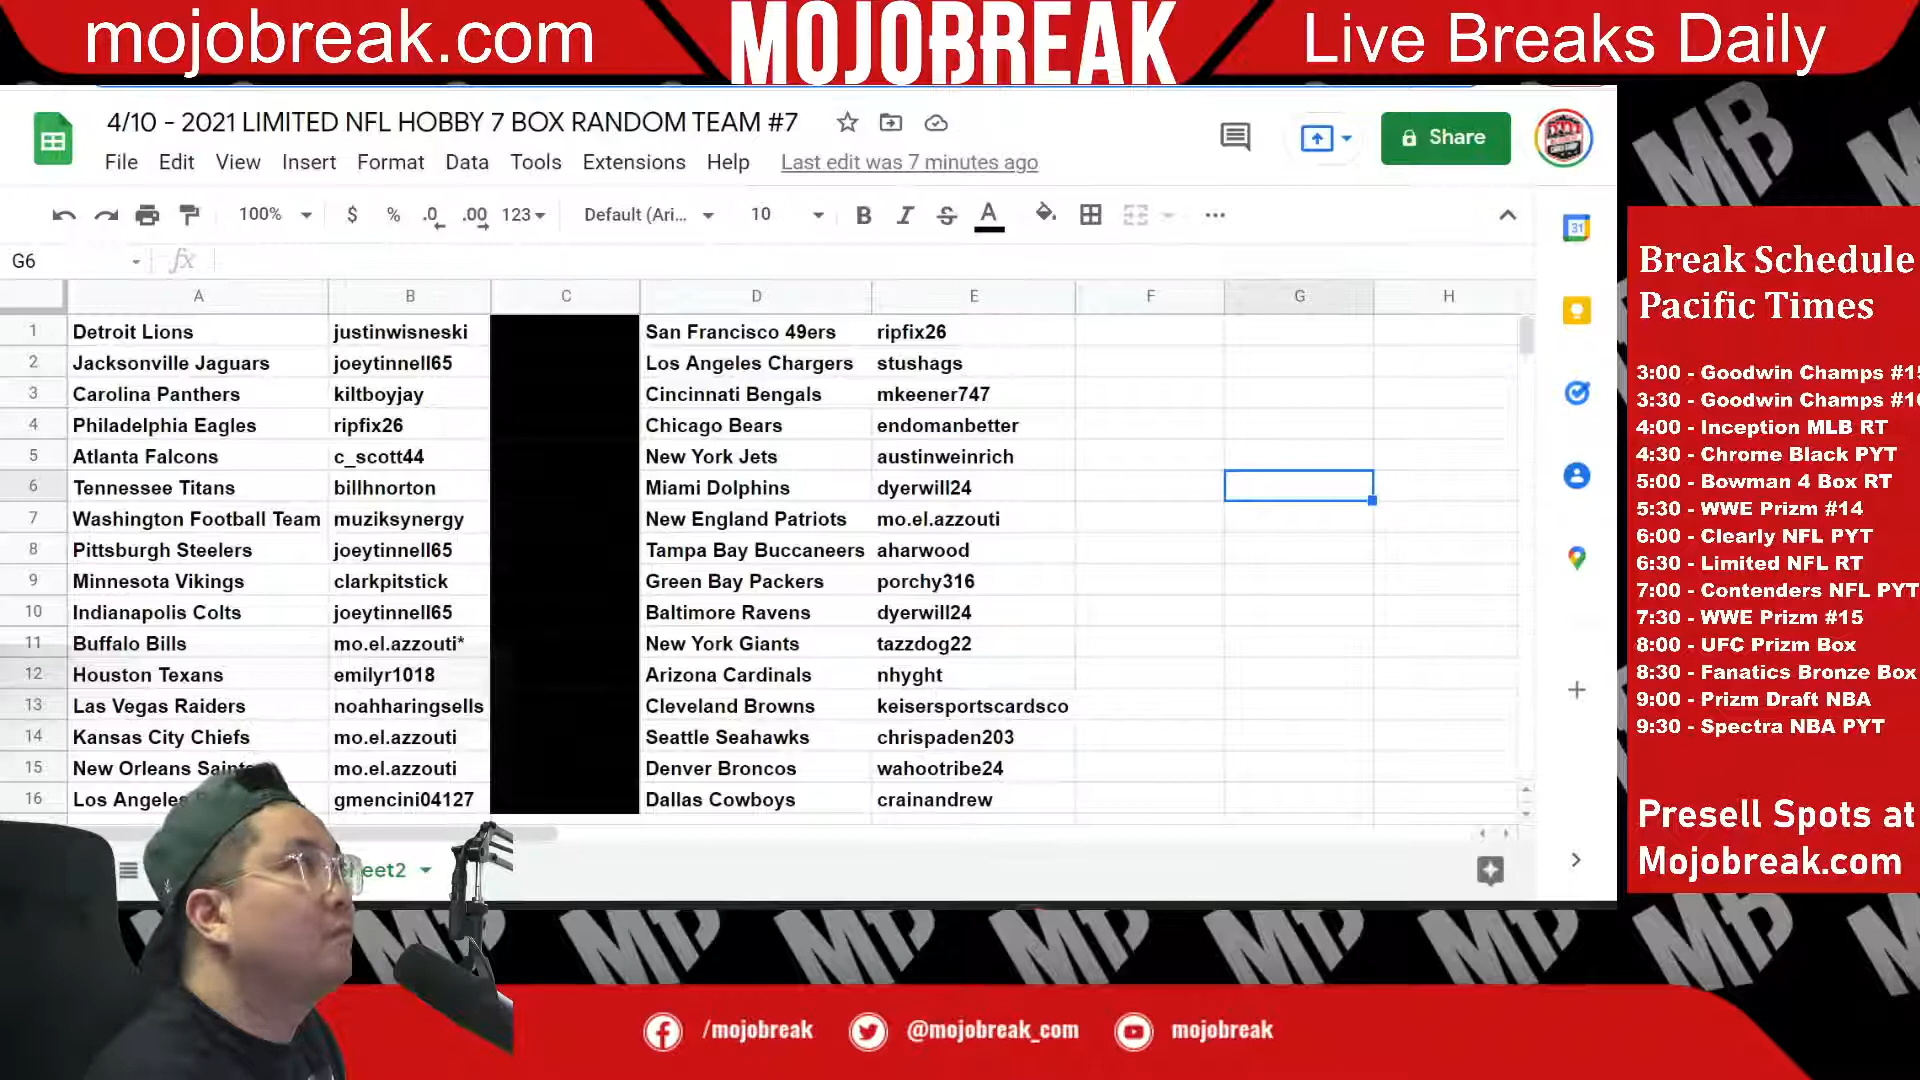 mojobreak.com
MOJOBREAK
Live Breaks Daily
4/10 - 2021 LIMITED NFL HOBBY 7 BOX RANDOM TEAM #7
Share
File Edit View Insert Format Data Tools Extensions Help Last edit was 7 minutes ago
100% $ % .0 .00 123 Default (Ari... 10 B I S A ...
31
G6 fx
A B C D E F G H
1 Detroit Lions justinwisneski San Francisco 49ers ripfix26
2 Jacksonville Jaguars joeytinnell65 Los Angeles Chargers stushags
3 Carolina Panthers kiltboyjay Cincinnati Bengals mkeener747
4 Philadelphia Eagles ripfix26 Chicago Bears endomanbetter
5 Atlanta Falcons c_scott44 New York Jets austinweinrich
6 Tennessee Titans billhnorton Miami Dolphins dyerwill24
7 Washington Football Team muziksynergy New England Patriots mo.el.azzouti
8 Pittsburgh Steelers joeytinnell65 Tampa Bay Buccaneers aharwood
9 Minnesota Vikings clarkpitstick Green Bay Packers porchy316
10 Indianapolis Colts joeytinnell65 Baltimore Ravens dyerwill24
11 Buffalo Bills mo.el.azzouti* New York Giants tazzdog22
12 Houston Texans emilyr1018 Arizona Cardinals nhyght
13 Las Vegas Raiders noahharingsells Cleveland Browns keisersportscardsco
14 Kansas City Chiefs mo.el.azzouti Seattle Seahawks chrispaden203
15 New Orleans Saints mo.el.azzouti Denver Broncos wahootribe24
16 Los Angeles gmencini04127 Dallas Cowboys crainandrew
eet2
Break Schedule
Pacific Times
3:00 - Goodwin Champs
3:30 - Goodwin Champs
4:00 - Inception MLB RT
4:30 - Chrome Black PYT
5:00 - Bowman 4 Box RT
5:30 - WWE Prizm #14
6:00 - Clearly NFL PYT
6:30 - Limited NFL RT
7:00 - Contenders NFL PYT
7:30 - WWE Prizm #15
8:00 - UFC Prizm Box
8:30 - Fanatics Bronze Box
9:00 - Prizm Draft NBA
9:30 - Spectra NBA PYT
Presell Spots at
Mojobreak.com
/mojobreak @mojobreak_com mojobreak